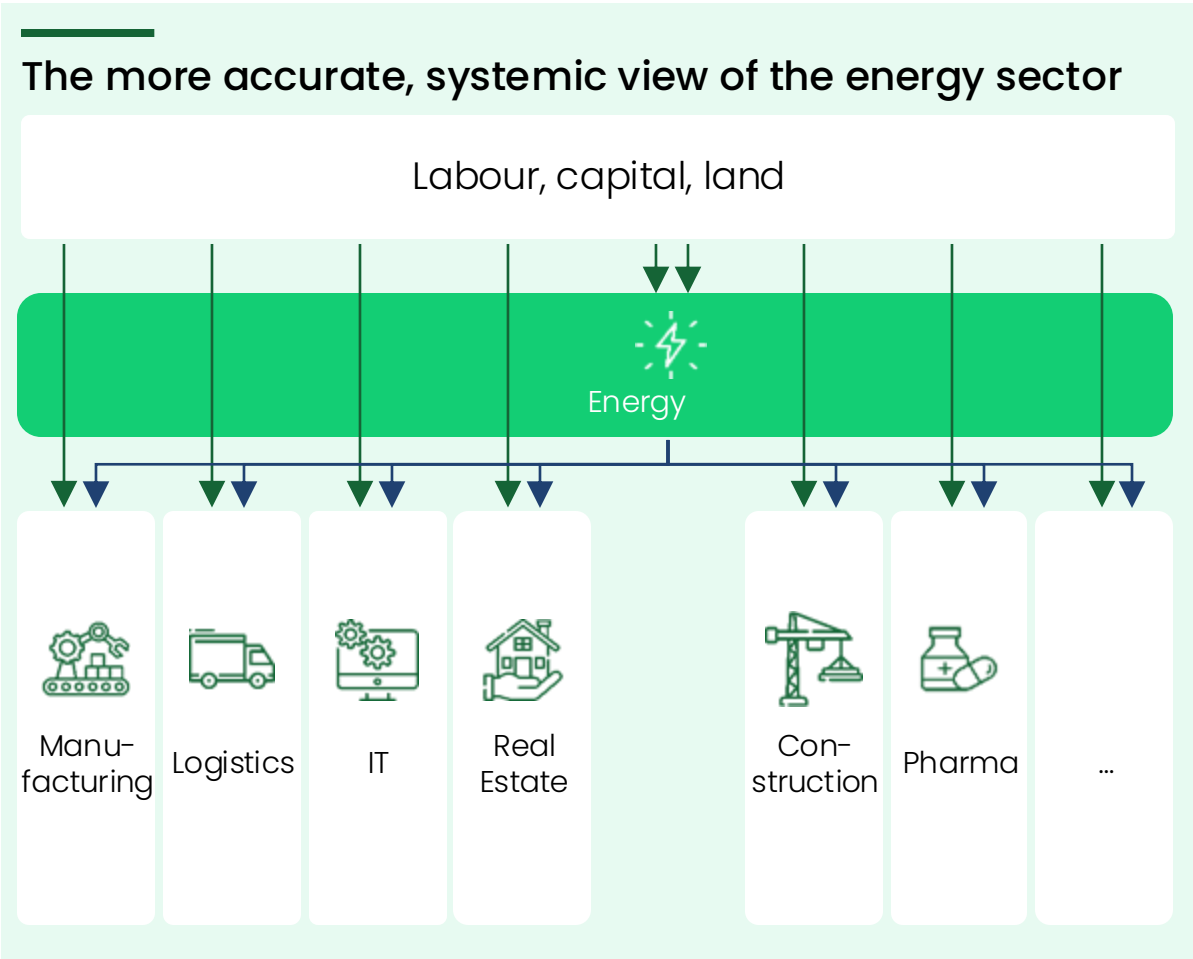 The more accurate, systemic view of the energy sector
Labour, capital, land
Energy
Manu-
facturing
Logistics
IT
Real
Estate
Con-
struction
Pharma
...